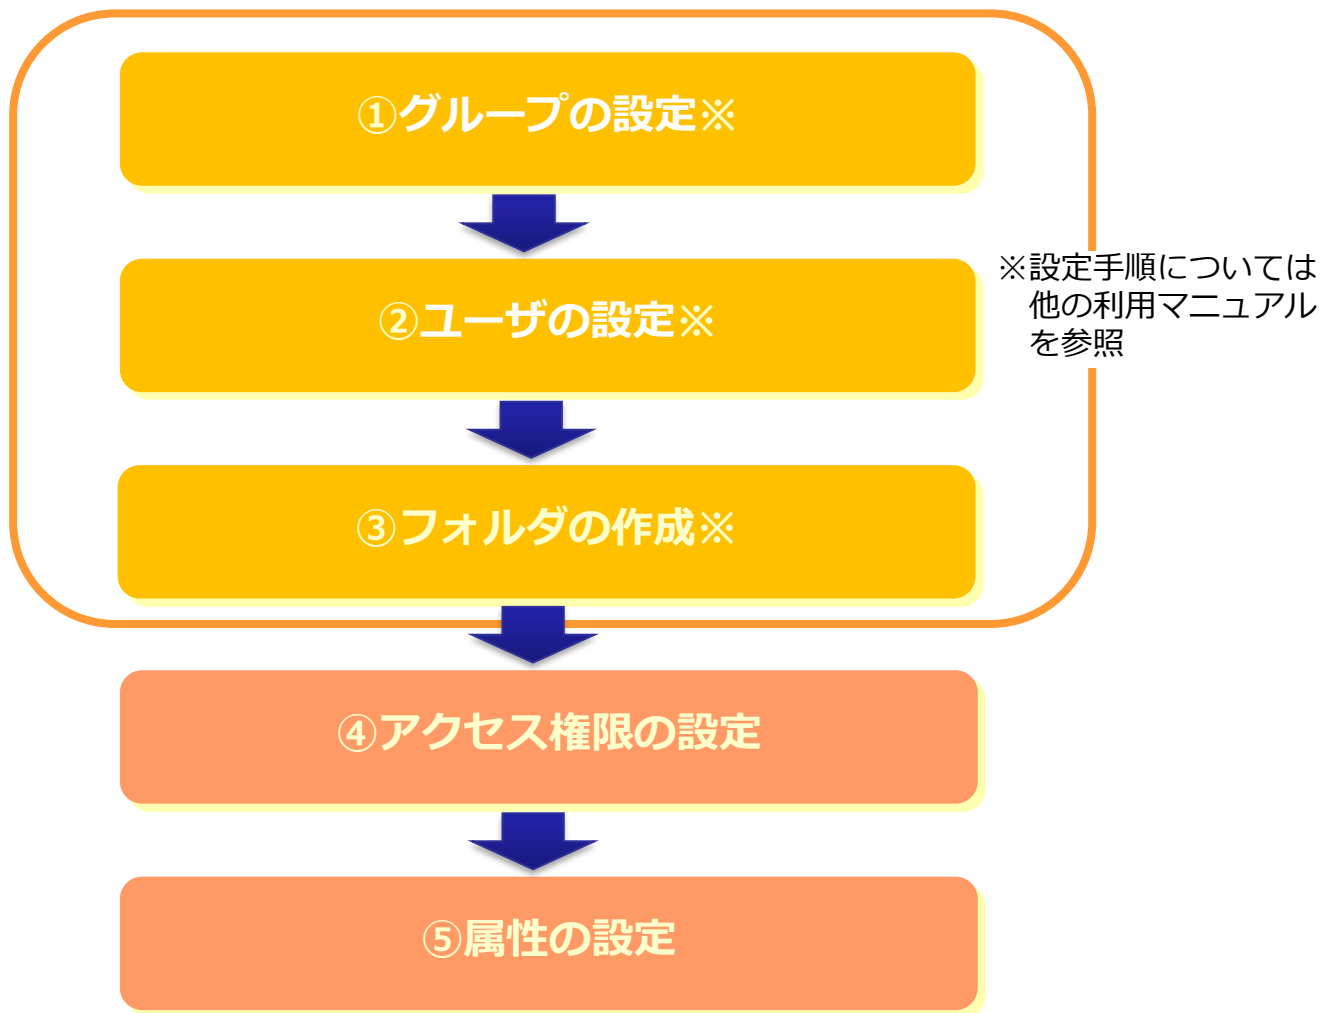 ①グループの設定※
②ユーザの設定※
※設定手順については
他の利用マニュアル
を参照
③フォルダの作成※
④アクセス権限の設定
⑤属性の設定